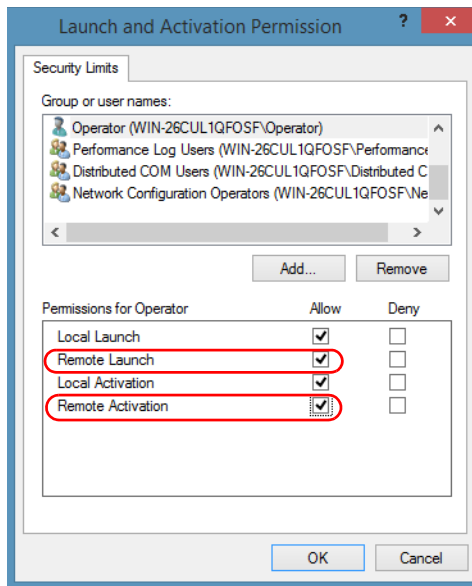 Launch and Activation Permission ? ×
Security Limits
Group or user names:
Operator (WIN-26CUL1QFOSF\Operator)
Performance Log Users (WIN-26CUL1QFOSF\Performance
Distributed COM Users (WIN-26CUL1QFOSF\Distributed C
Network Configuration Operators (WIN-26CUL1QFOSF\Ne
Add... Remove
Permissions for Operator Allow Deny
Local Launch
Remote Launch
Local Activation
Remote Activation
OK Cancel